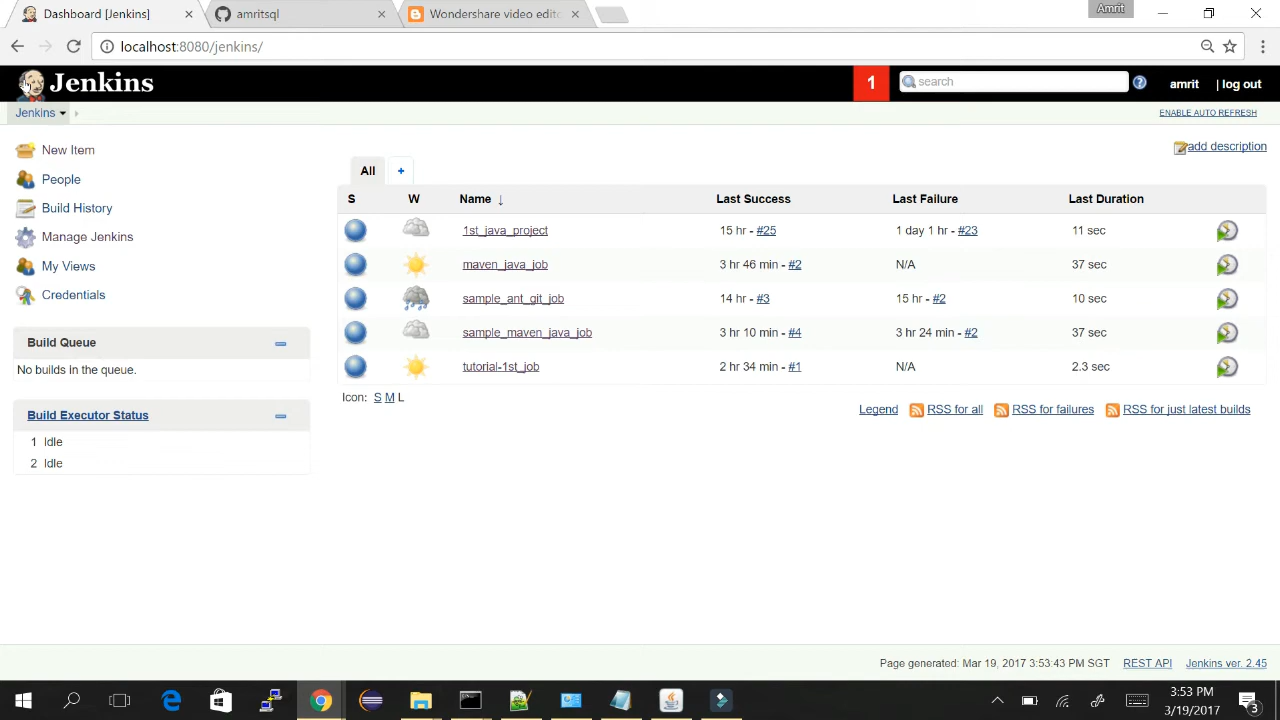 Dashboard [Jenkins]
amritsql
Wondershare video edit
Amrit
localhost:8080/jenkins/
Jenkins
1
search
amrit
| log out
Jenkins
ENABLE AUTO REFRESH
New Item
People
Build History
Manage Jenkins
My Views
Credentials
add description
All
+
S W Name ↓ Last Success Last Failure Last Duration
1st_java_project 15 hr - #25 1 day 1 hr - #23 11 sec
maven_java_job 3 hr 46 min - #2 N/A 37 sec
sample_ant_git_job 14 hr - #3 15 hr - #2 10 sec
sample_maven_java_job 3 hr 10 min - #4 3 hr 24 min - #2 37 sec
tutorial-1st_job 2 hr 34 min - #1 N/A 2.3 sec
Icon: S M L
Legend RSS for all RSS for failures RSS for just latest builds
Build Queue
No builds in the queue.
Build Executor Status
1 Idle
2 Idle
Page generated: Mar 19, 2017 3:53:43 PM SGT REST API Jenkins ver. 2.45
3:53 PM
3/19/2017
3